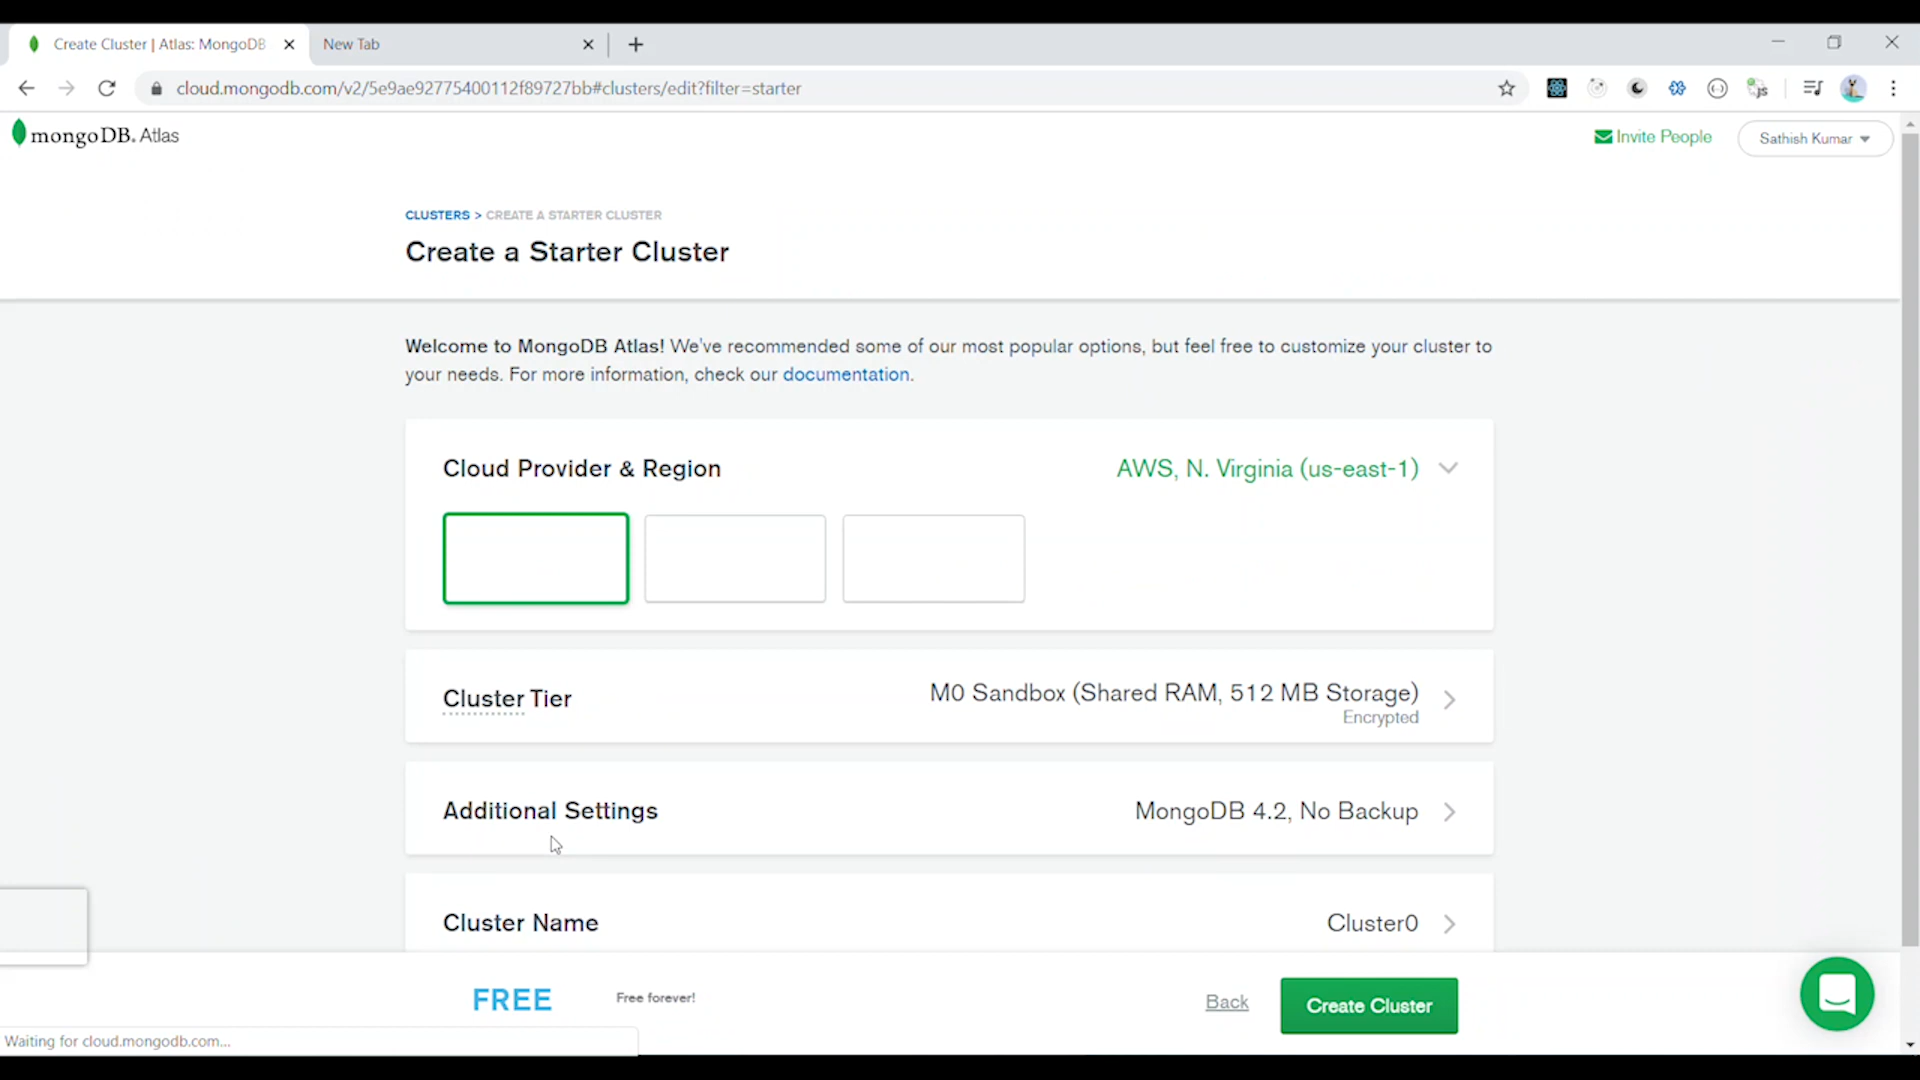 Create Cluster | Atlas: MongoDB
New Tab
cloud.mongodb.com/v2/5e9ae92775400112f89727bb#clusters/edit?filter=starter
mongoDB. Atlas
Invite People
Sathish Kumar
CLUSTERS > CREATE A STARTER CLUSTER
Create a Starter Cluster
Welcome to MongoDB Atlas! We've recommended some of our most popular options, but feel free to customize your cluster to
your needs. For more information, check our documentation.
Cloud Provider & Region
AWS, N. Virginia (us-east-1)
Cluster Tier
M0 Sandbox (Shared RAM, 512 MB Storage)
Encrypted
Additional Settings
MongoDB 4.2, No Backup
Cluster Name
Cluster0
FREE
Free forever!
Back
Create Cluster
Waiting for cloud.mongodb.com...